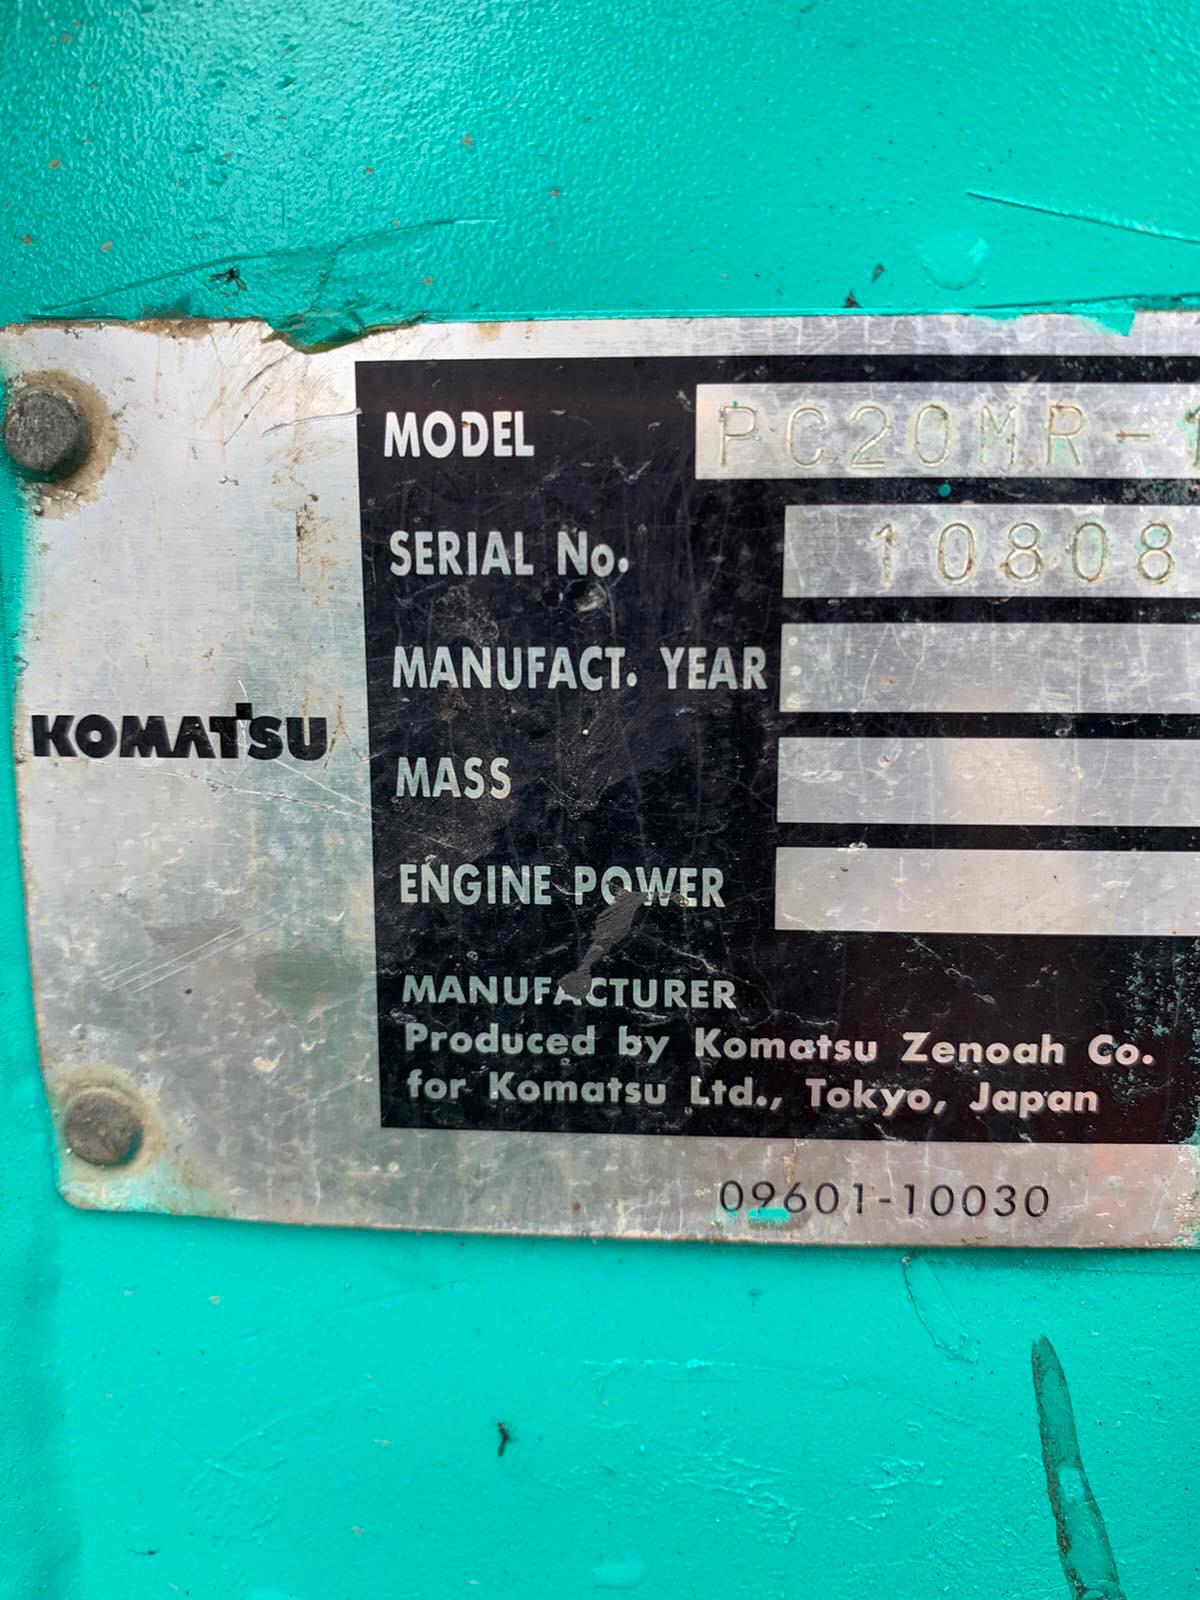 MODEL PC20MR-1
SERIAL No. 10808
MANUFACT. YEAR
KOMATSU
MASS
ENGINE POWER
MANUFACTURER
Produced by Komatsu Zenoah Co.
for Komatsu Ltd., Tokyo, Japan
09601-10030